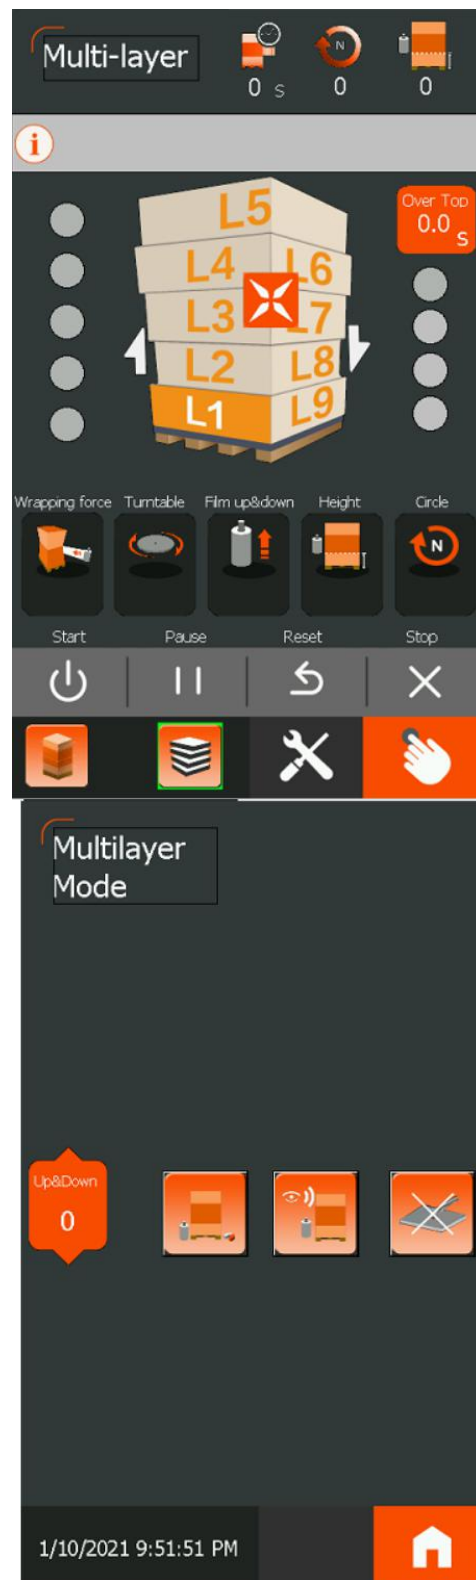 Multi-layer
N
0 s
0
0
i
Over Top
0.0
s
L5
L4
L6
L3
L7
L2
L8
L1
L9
Wrapping force
Turntable
Film up&down
Height
Circle
N
Start
Pause
Reset
Stop
Multilayer
Mode
Up&Down
0
1/10/2021 9:51:51 PM